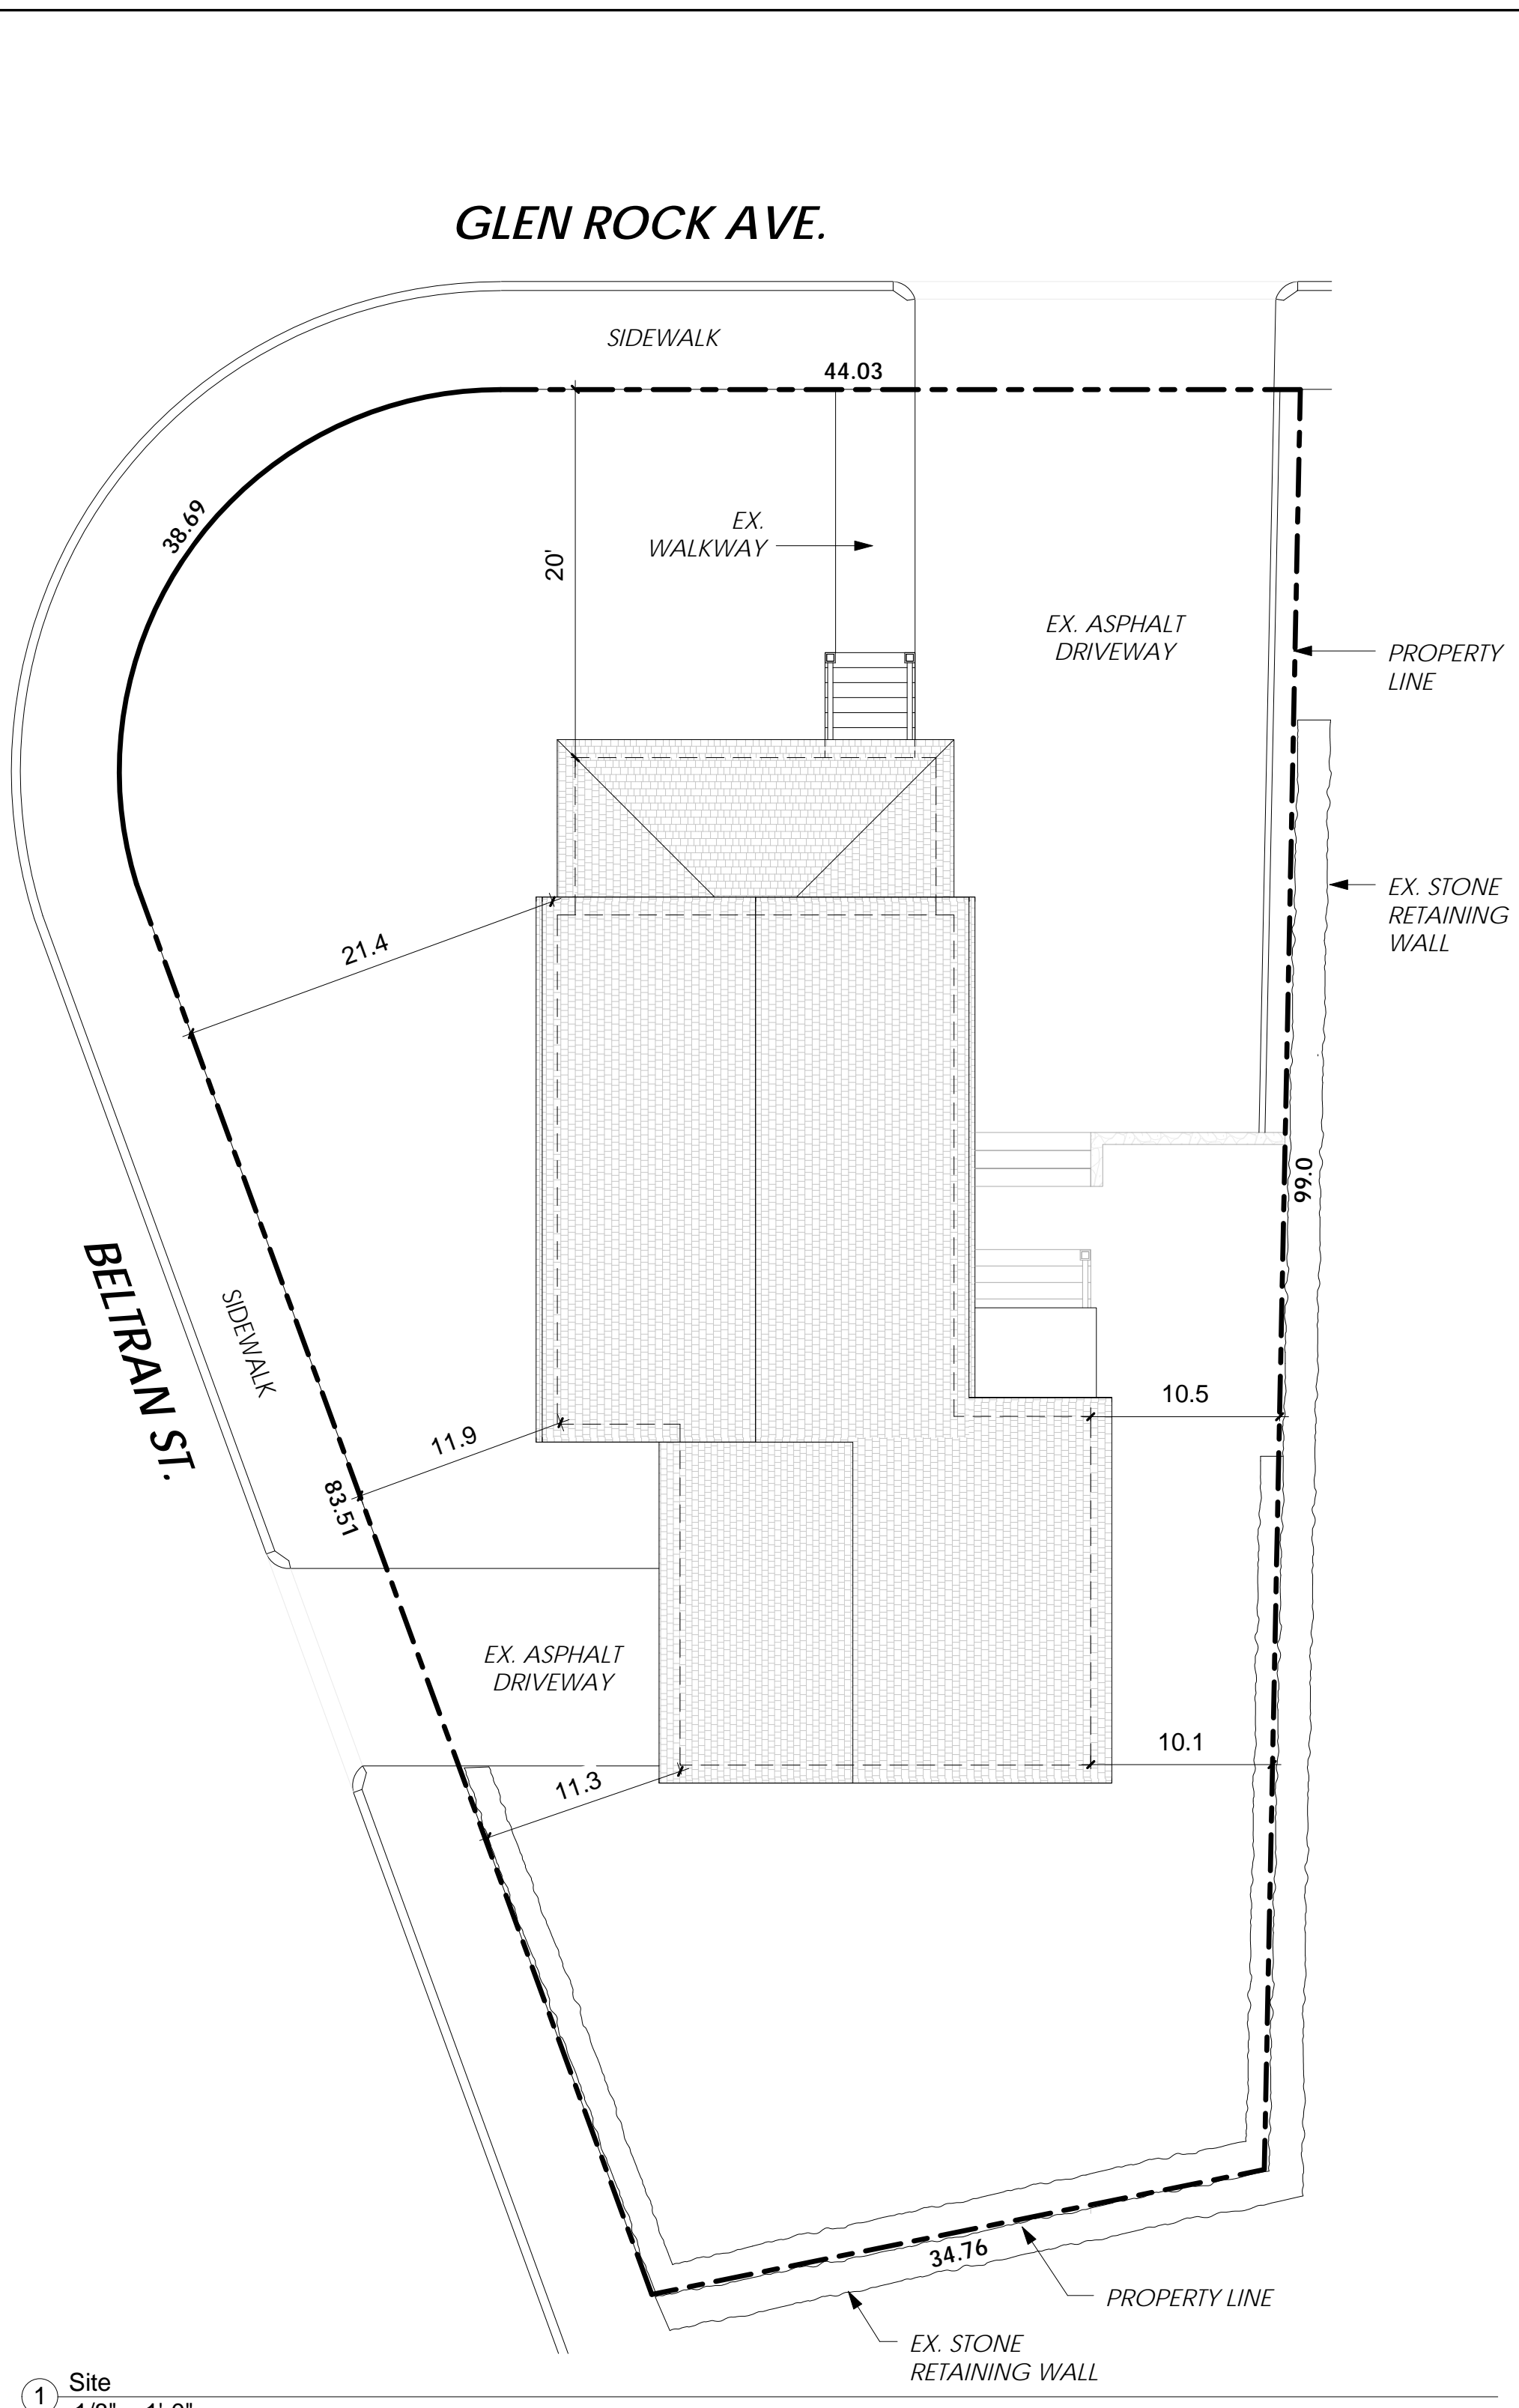 GLEN ROCK AVE.
SIDEWALK
44.03
38.69
EX.
WALKWAY
20'
EX. ASPHALT
DRIVEWAY
PROPERTY
LINE
EX. STONE
RETAINING
WALL
21.4
99.0
BELTRAN ST.
SIDEWALK
10.5
11.9
83.51
EX. ASPHALT
DRIVEWAY
10.1
11.3
34.76
PROPERTY LINE
EX. STONE
RETAINING WALL
1
Site